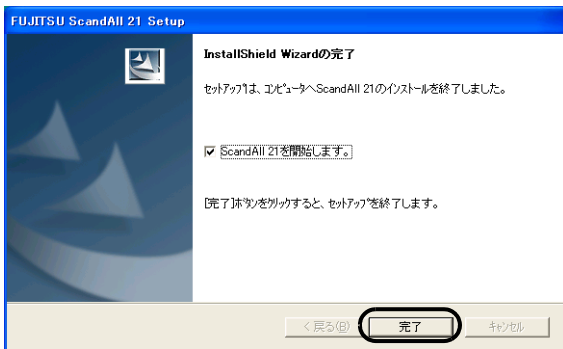 FUJITSU ScandAll 21 Setup
InstallShield Wizardの完了
ｾｯﾄｱｯﾌﾟは、ｺﾝﾋﾟｭｰﾀへScandAll 21のｲﾝｽﾄｰﾙを終了しました。
ScandAll 21を開始します。
[完了]ﾎﾞﾀﾝをｸﾘｯｸすると、ｾｯﾄｱｯﾌﾟを終了します。
< 戻る(B)
完了
ｷｬﾝｾﾙ